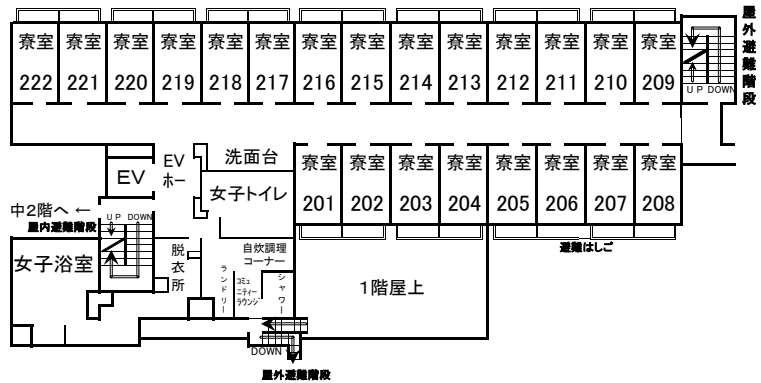 寮室 寮室 寮室 寮室 寮室 寮室 寮室 寮室 寮室 寮室 寮室 寮室 寮室 寮室
222 221 220 219 218 217 216 215 214 213 212 211 210 209
UP DOWN
屋外避難階段
EV
EV
ホー
洗面台
女子トイレ
寮室 寮室 寮室 寮室 寮室 寮室 寮室 寮室
201 202 203 204 205 206 207 208
中2階へ ←
UP DOWN
屋内避難階段
女子浴室
脱衣所
自炊調理
コーナー
ランドリー
コミュ
ニティー
ラウンジ
シャワー
1階屋上
避難はしご
DOWN
屋外避難階段